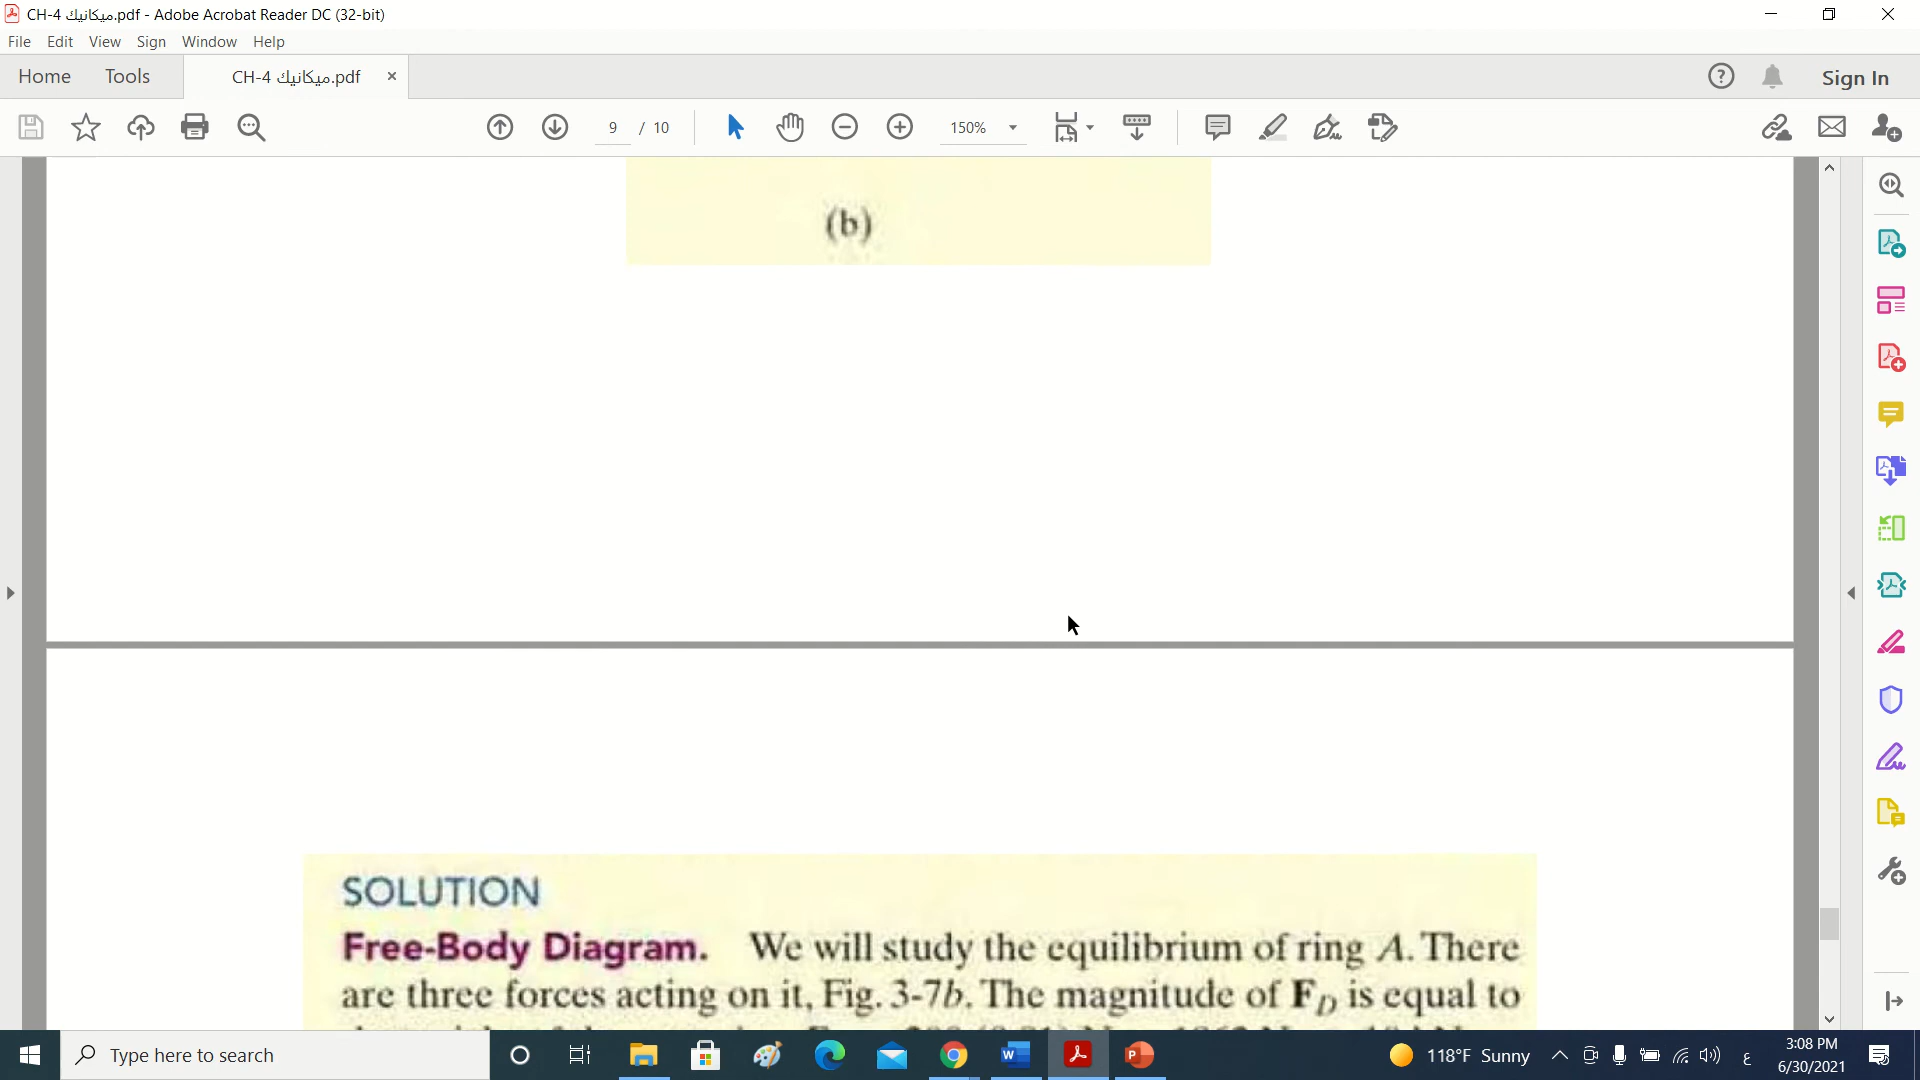 CH-4 ميكانيك.pdf - Adobe Acrobat Reader DC (32-bit)
File Edit View Sign Window Help
Home Tools CH-4 ميكانيك.pdf × Sign In
9 / 10 150%
(b)
SOLUTION
Free-Body Diagram. We will study the equilibrium of ring A. There
are three forces acting on it, Fig. 3-7b. The magnitude of F_D is equal to
Type here to search
118°F Sunny
ع
3:08 PM
6/30/2021